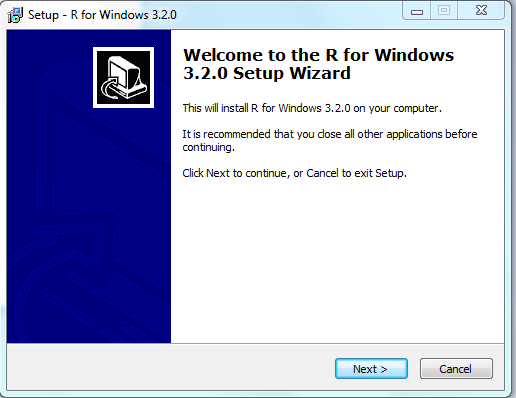 Setup - R for Windows 3.2.0
Welcome to the R for Windows
3.2.0 Setup Wizard
This will install R for Windows 3.2.0 on your computer.
It is recommended that you close all other applications before
continuing.
Click Next to continue, or Cancel to exit Setup.
Next >
Cancel